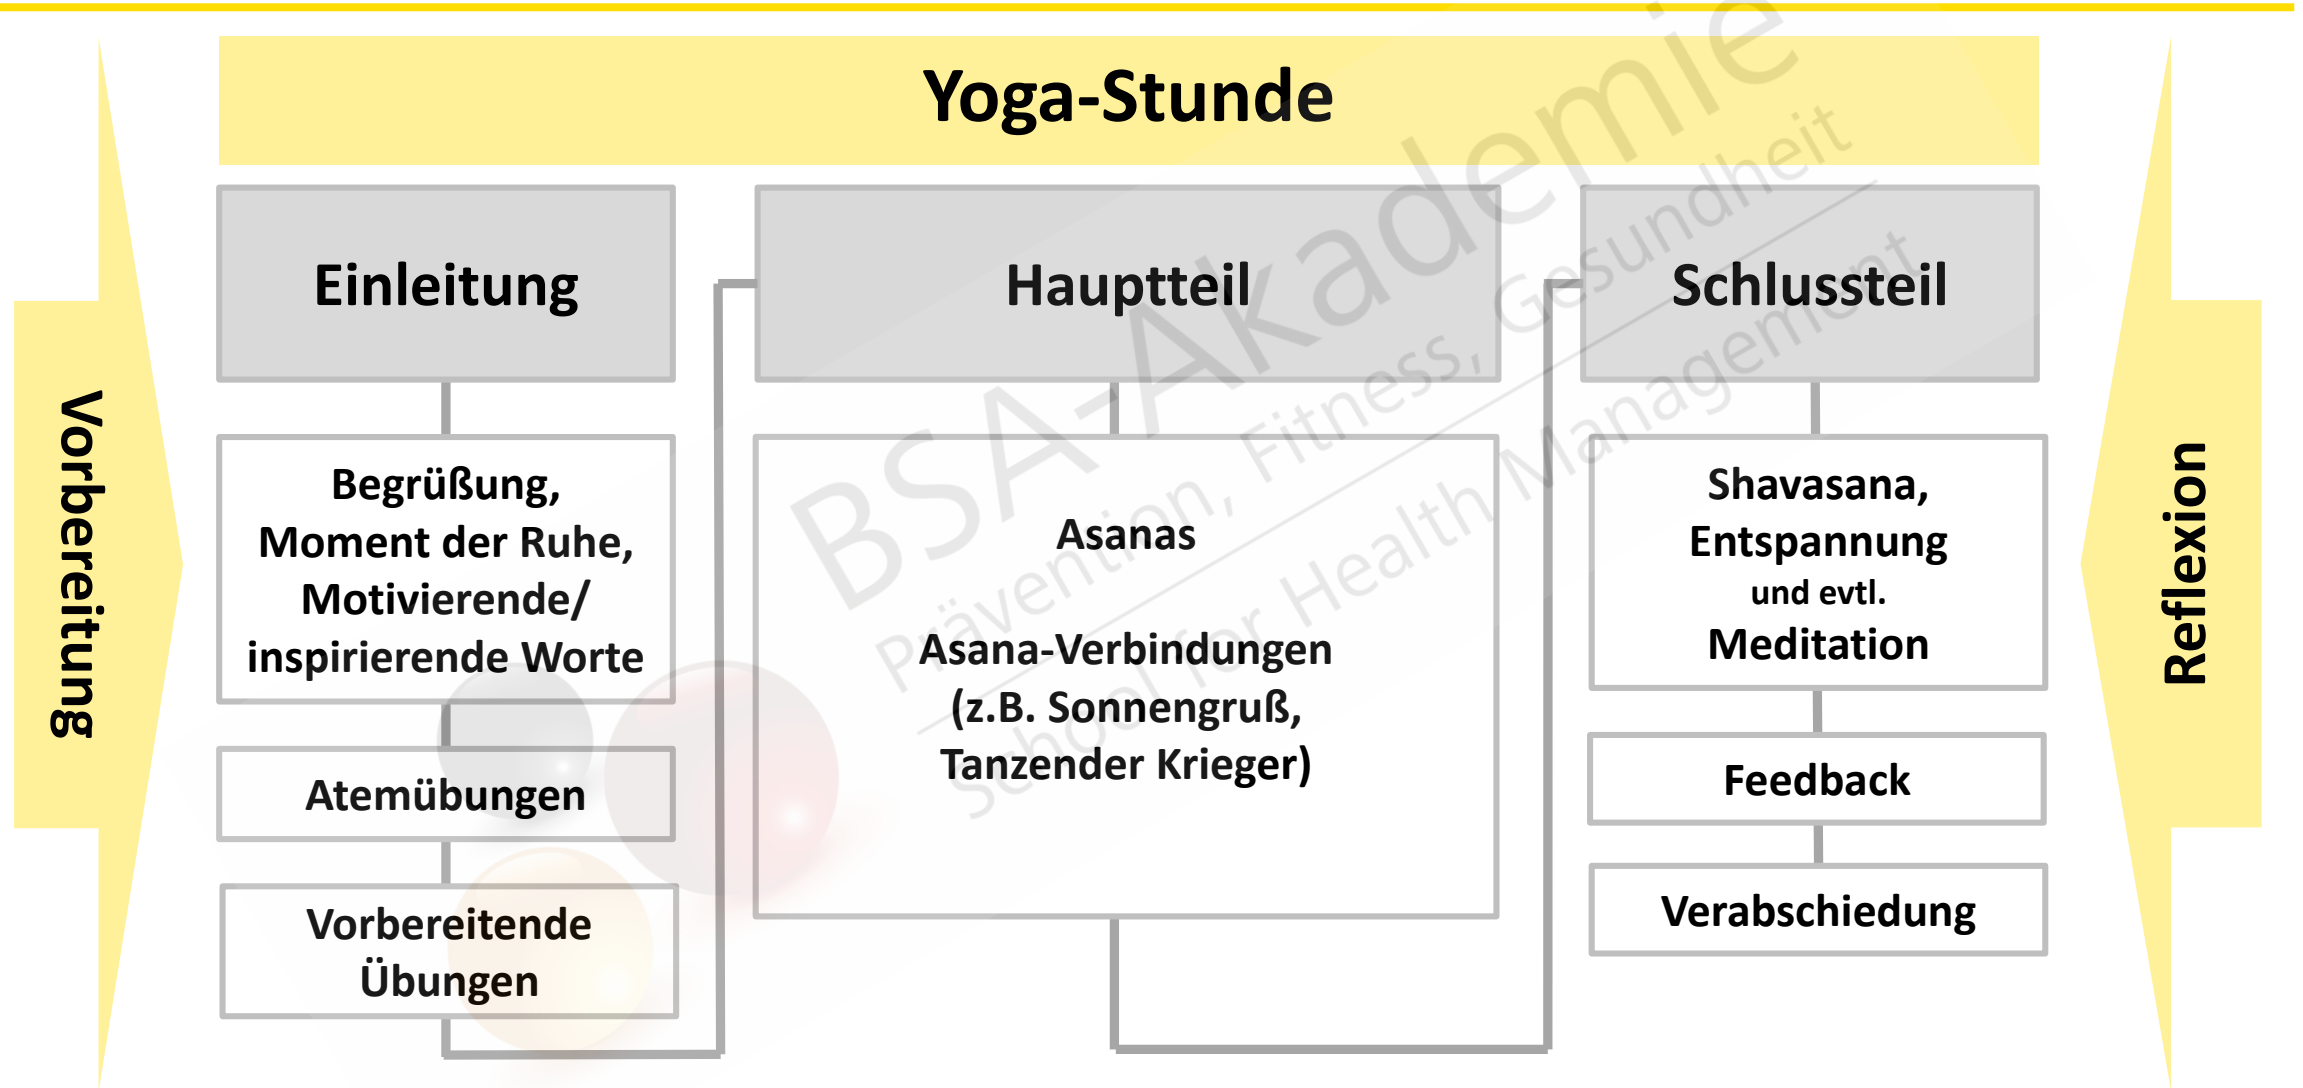 Yoga-Stunde
Vorbereitung
Einleitung
Begrüßung,
Moment der Ruhe,
Motivierende/
inspirierende Worte
Atemübungen
Vorbereitende
Übungen
Hauptteil
Asanas
Asana-Verbindungen
(z.B. Sonnengruß,
Tanzender Krieger)
Schlussteil
Shavasana,
Entspannung
und evtl.
Meditation
Feedback
Verabschiedung
Reflexion
BSA-Akademie
Prävention, Fitness, Gesundheit
School for Health Management